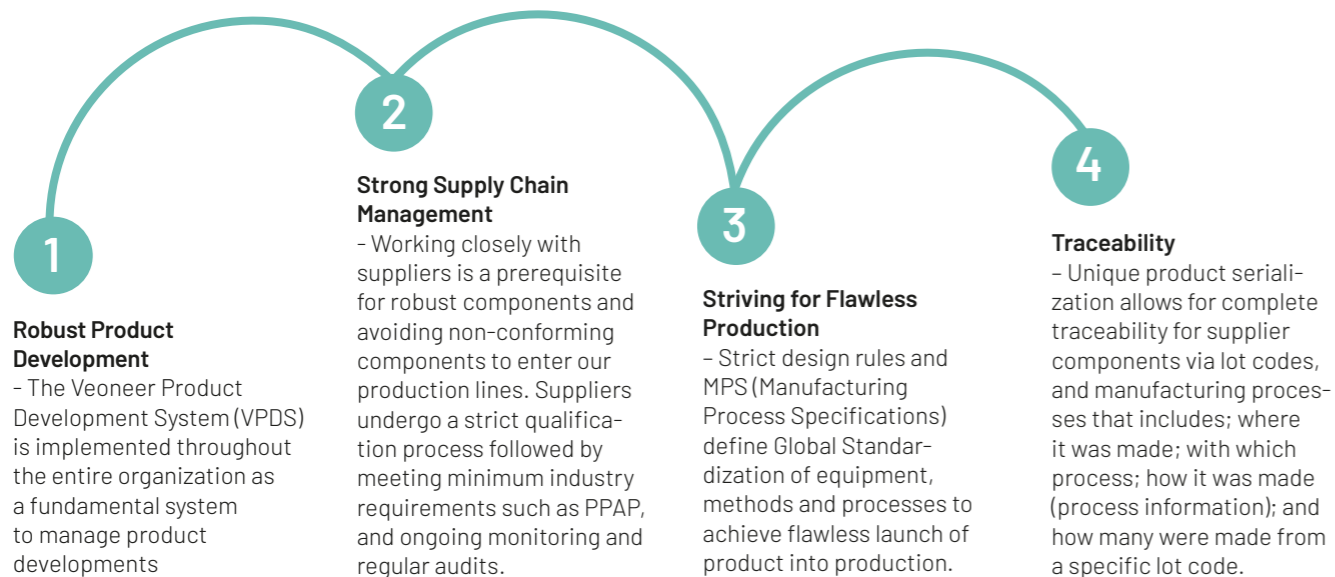 1
Robust Product
Development
- The Veoneer Product
Development System (VPDS)
is implemented throughout
the entire organization as
a fundamental system
to manage product
developments
2
Strong Supply Chain
Management
- Working closely with
suppliers is a prerequisite
for robust components and
avoiding non-conforming
components to enter our
production lines. Suppliers
undergo a strict qualifica-
tion process followed by
meeting minimum industry
requirements such as PPAP,
and ongoing monitoring and
regular audits.
3
Striving for Flawless
Production
– Strict design rules and
MPS (Manufacturing
Process Specifications)
define Global Standar-
dization of equipment,
methods and processes to
achieve flawless launch of
product into production.
4
Traceability
– Unique product seriali-
zation allows for complete
traceability for supplier
components via lot codes,
and manufacturing proces-
ses that includes; where
it was made; with which
process; how it was made
(process information); and
how many were made from
a specific lot code.